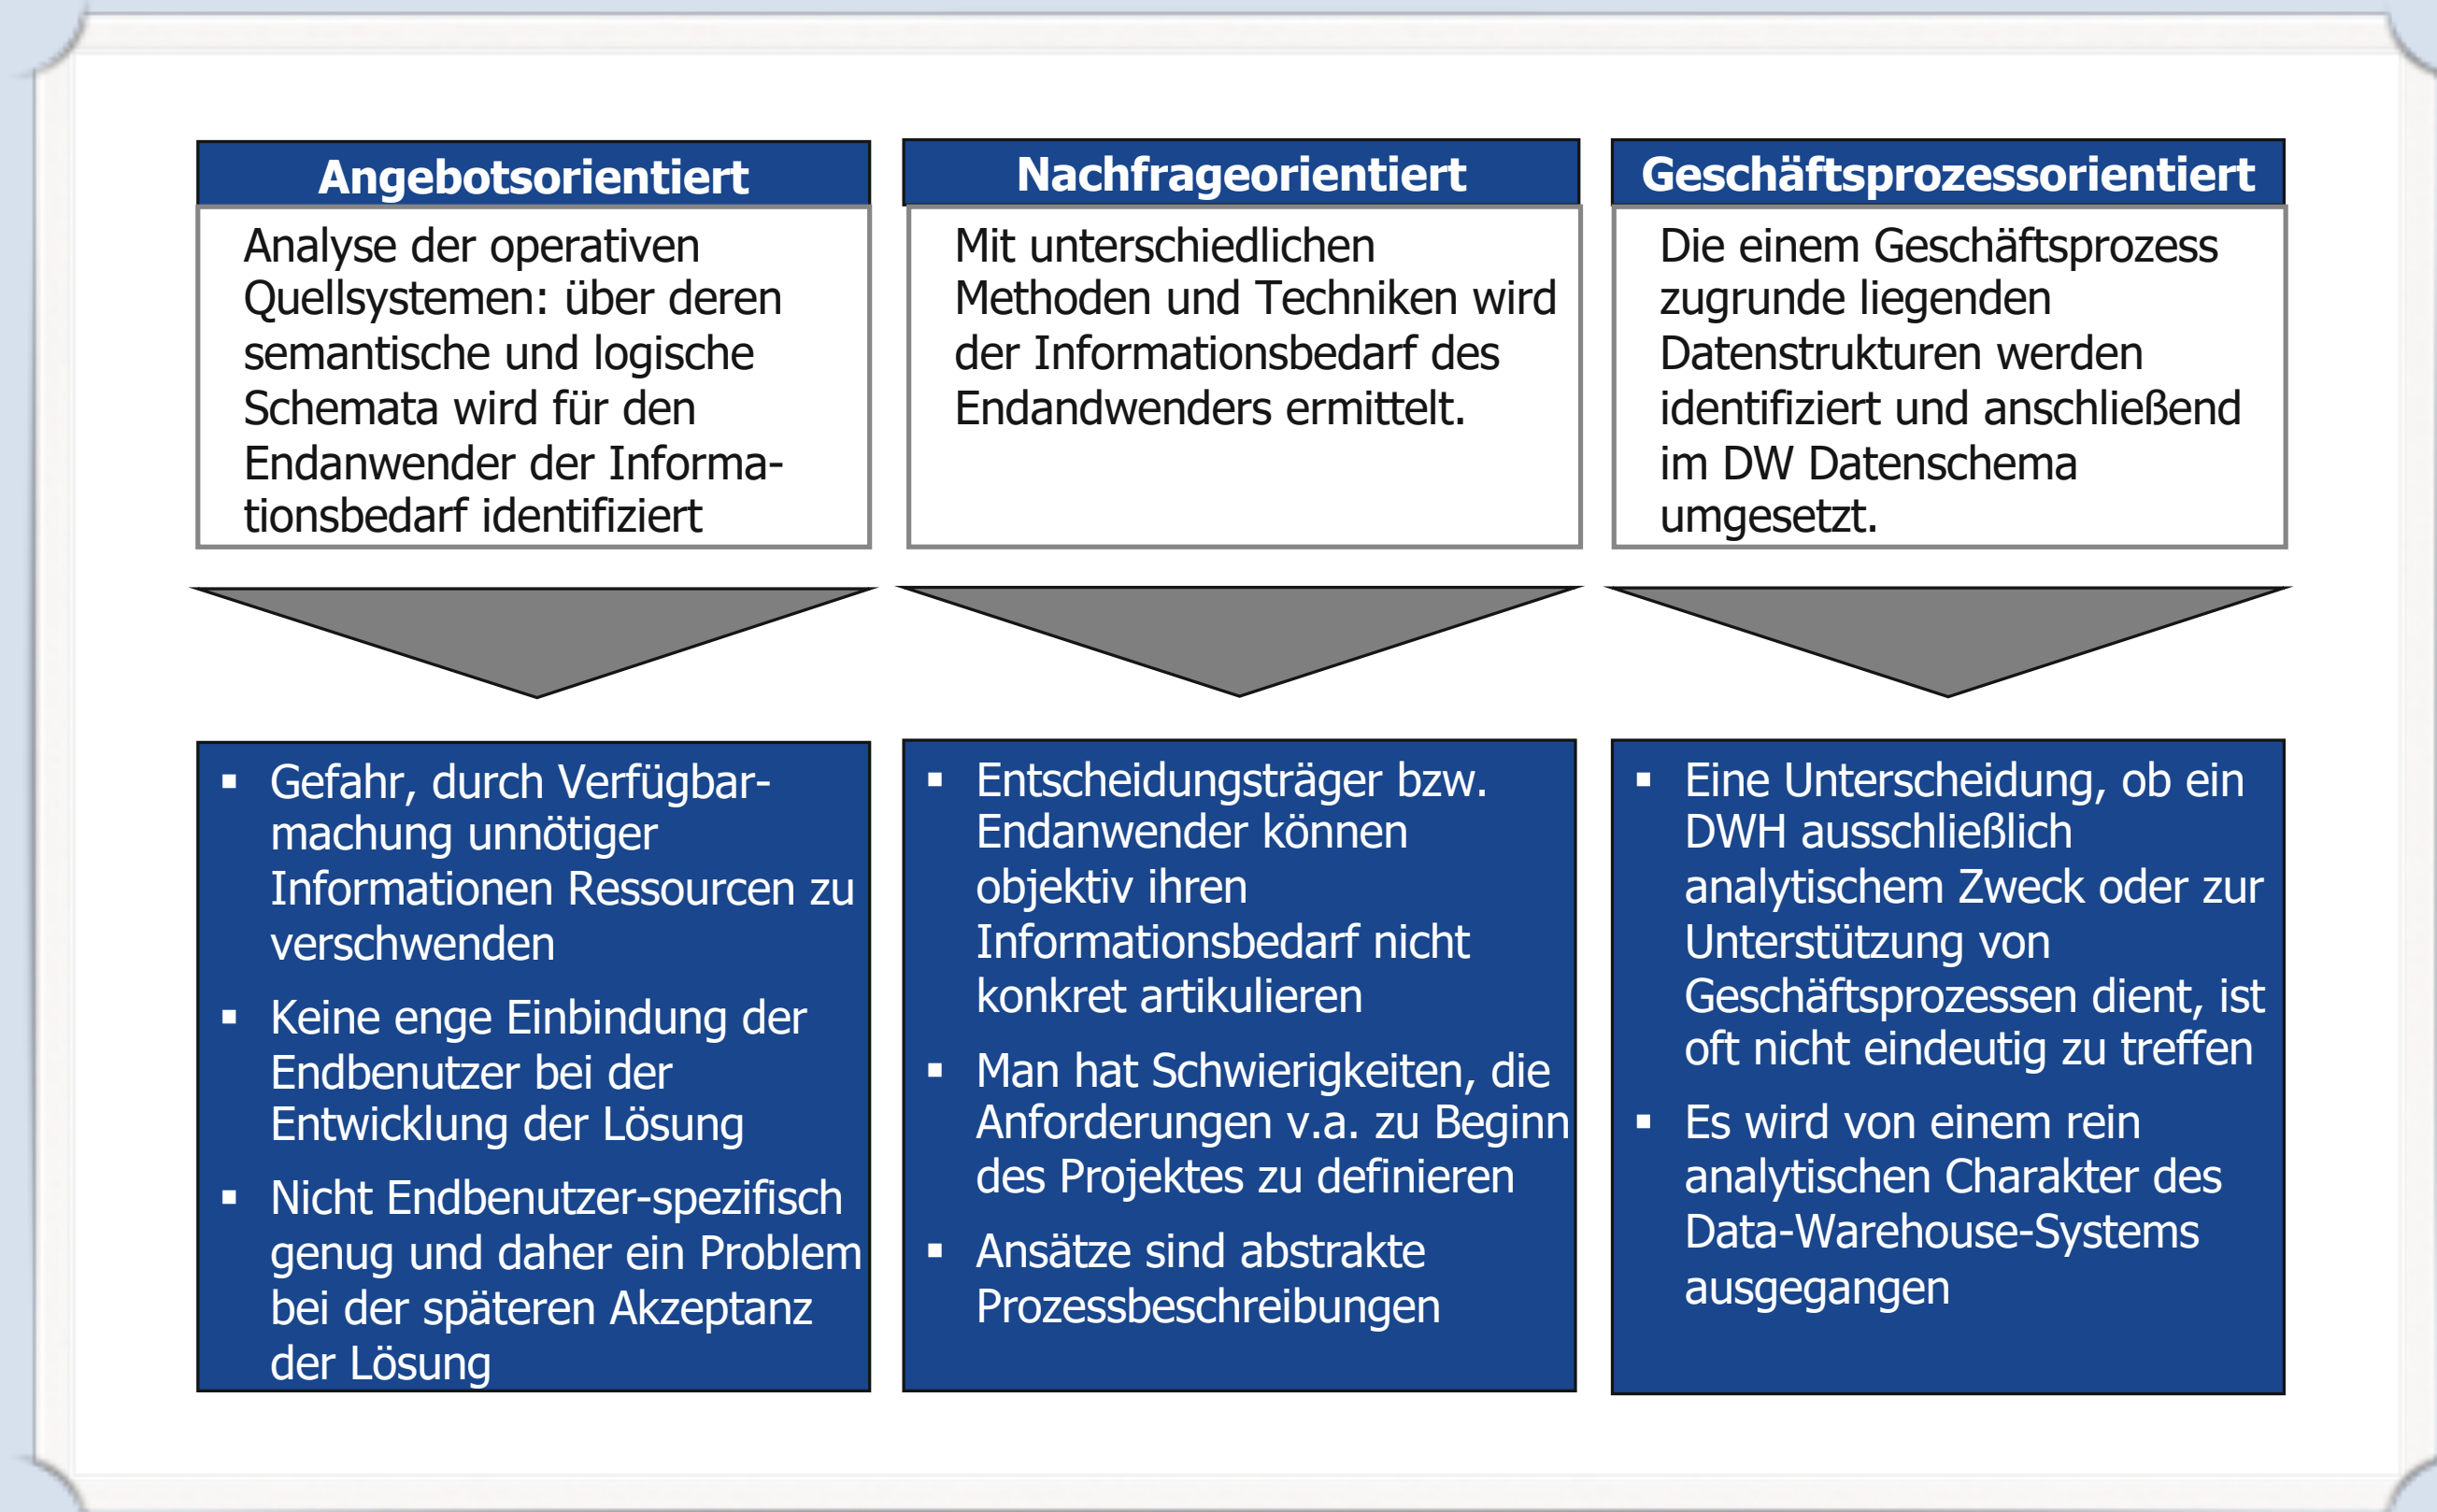 Angebotsorientiert
Analyse der operativen
Quellsystemen: über deren
semantische und logische
Schemata wird für den
Endanwender der Informa-
tionsbedarf identifiziert
▪ Gefahr, durch Verfügbar-
machung unnötiger
Informationen Ressourcen zu
verschwenden
▪ Keine enge Einbindung der
Endbenutzer bei der
Entwicklung der Lösung
▪ Nicht Endbenutzer-spezifisch
genug und daher ein Problem
bei der späteren Akzeptanz
der Lösung
Nachfrageorientiert
Mit unterschiedlichen
Methoden und Techniken wird
der Informationsbedarf des
Endandwenders ermittelt.
▪ Entscheidungsträger bzw.
Endanwender können
objektiv ihren
Informationsbedarf nicht
konkret artikulieren
▪ Man hat Schwierigkeiten, die
Anforderungen v.a. zu Beginn
des Projektes zu definieren
▪ Ansätze sind abstrakte
Prozessbeschreibungen
Geschäftsprozessorientiert
Die einem Geschäftsprozess
zugrunde liegenden
Datenstrukturen werden
identifiziert und anschließend
im DW Datenschema
umgesetzt.
▪ Eine Unterscheidung, ob ein
DWH ausschließlich
analytischem Zweck oder zur
Unterstützung von
Geschäftsprozessen dient, ist
oft nicht eindeutig zu treffen
▪ Es wird von einem rein
analytischen Charakter des
Data-Warehouse-Systems
ausgegangen